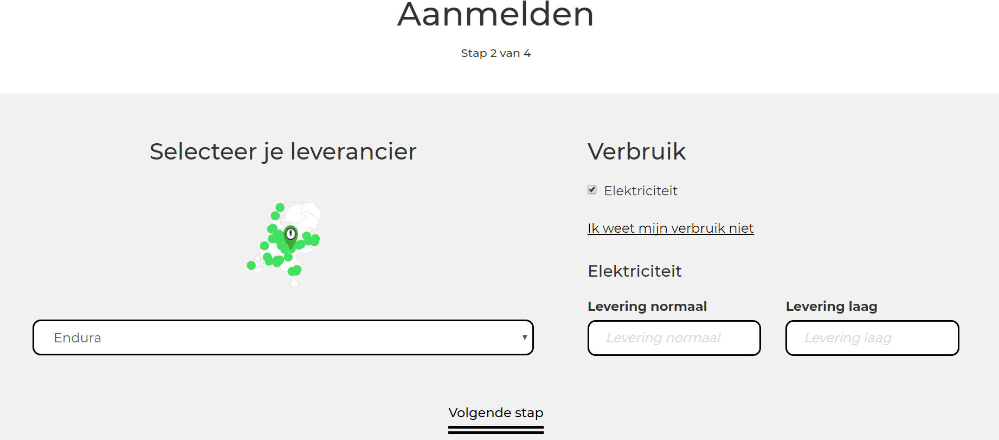 Aanmelden
Stap 2 van 4
Selecteer je leverancier
Endura
Verbruik
Elektriciteit
Ik weet mijn verbruik niet
Elektriciteit
Levering normaal
Levering laag
Levering normaal
Levering laag
Volgende stap